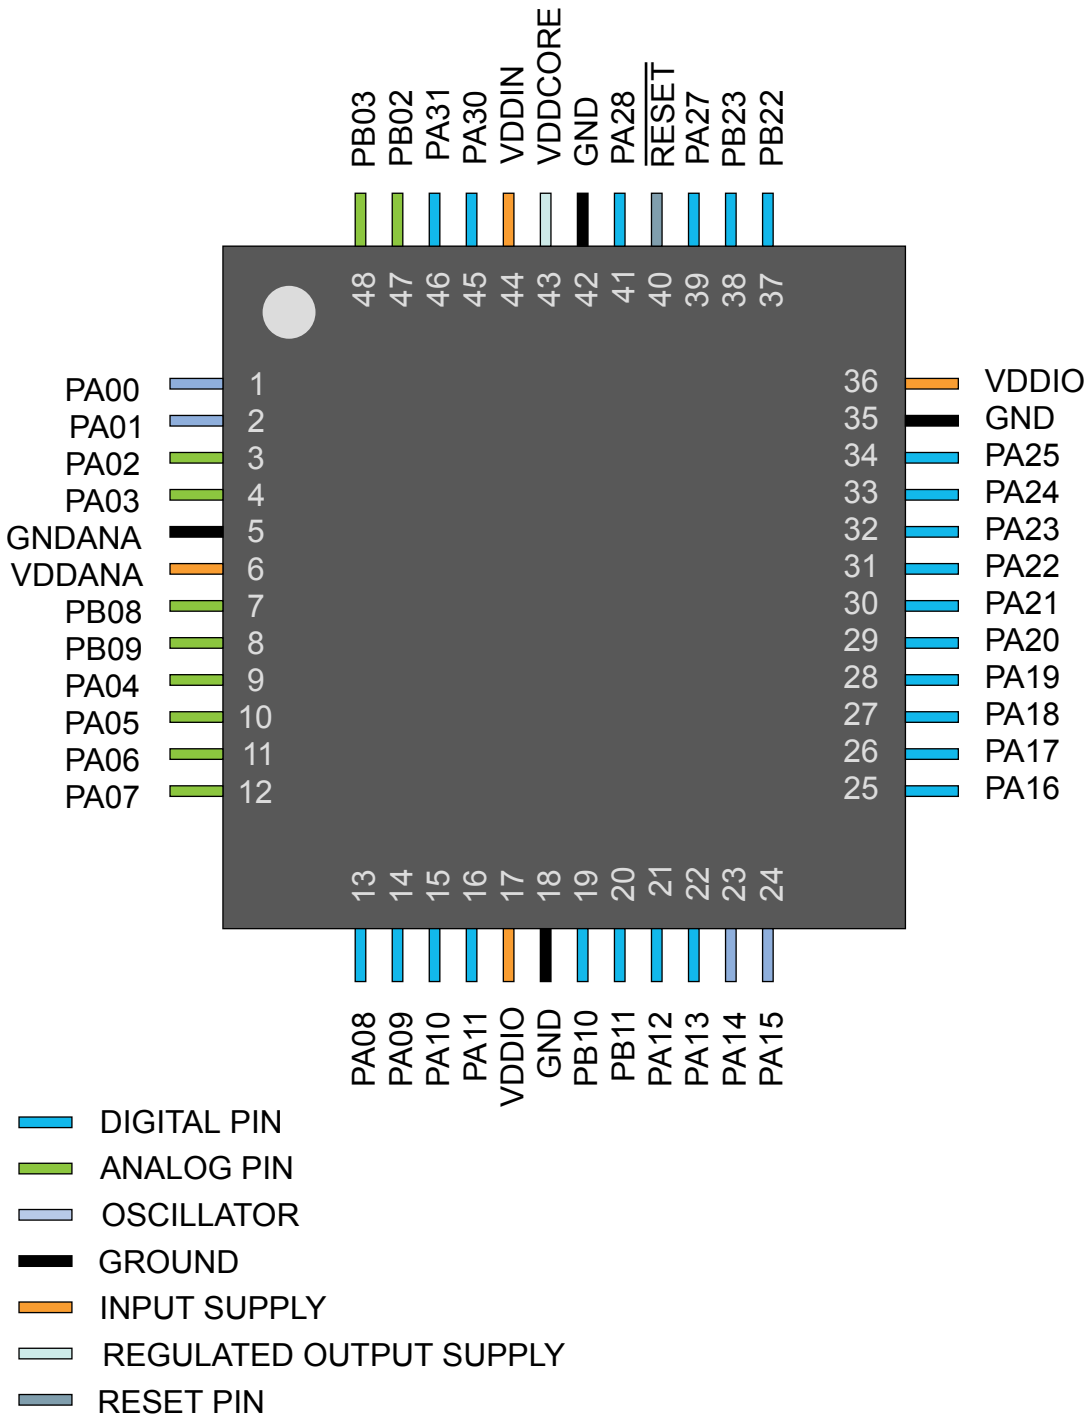 PB03
PB02
PA31
PA30
VDDIN
VDDCORE
GND
PA28
RESET
PA27
PB23
PB22
48
47
46
45
44
43
42
41
40
39
38
37
PA00 1
PA01 2
PA02 3
PA03 4
GNDANA 5
VDDANA 6
PB08 7
PB09 8
PA04 9
PA05 10
PA06 11
PA07 12
36 VDDIO
35 GND
34 PA25
33 PA24
32 PA23
31 PA22
30 PA21
29 PA20
28 PA19
27 PA18
26 PA17
25 PA16
13
14
15
16
17
18
19
20
21
22
23
24
PA08
PA09
PA10
PA11
VDDIO
GND
PB10
PB11
PA12
PA13
PA14
PA15
DIGITAL PIN
ANALOG PIN
OSCILLATOR
GROUND
INPUT SUPPLY
REGULATED OUTPUT SUPPLY
RESET PIN